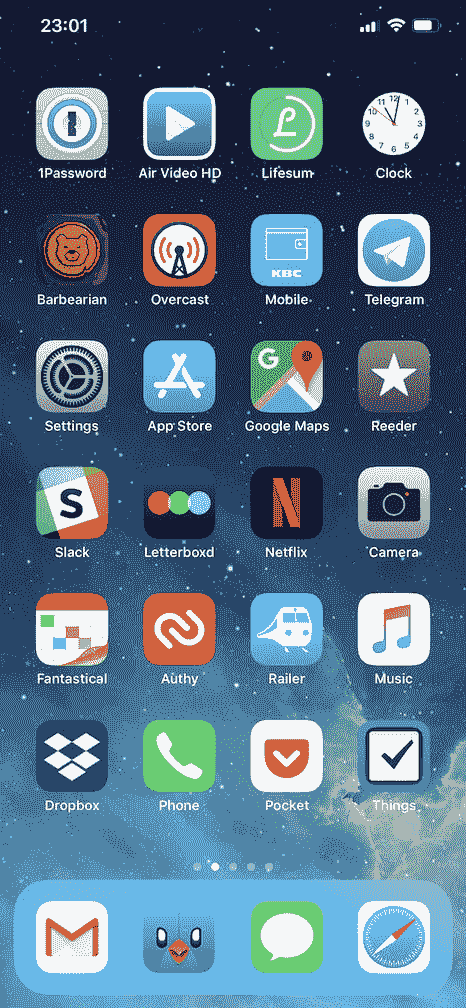 23:01
1Password Air Video HD Lifesum Clock
KBC
Barbearian Overcast Mobile Telegram
G
Settings App Store Google Maps Reeder
S
Slack Letterboxd Netflix Camera
Fantastical Authy Railer Music
Dropbox Phone Pocket Things